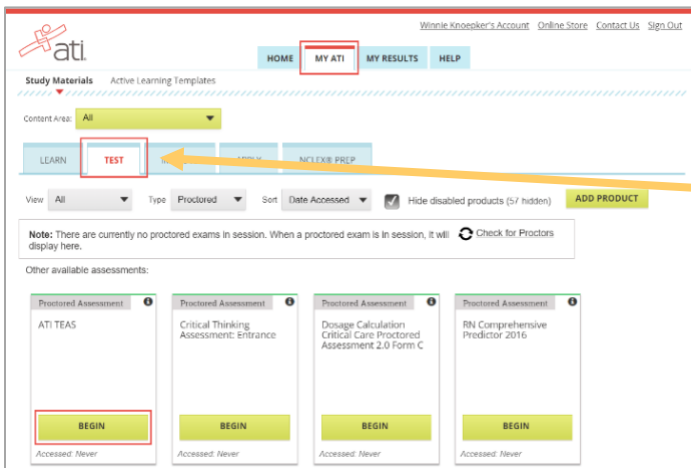 Winnie Knoepker's Account Online Store Contact Us Sign Out
ati
HOME MY ATI MY RESULTS HELP
Study Materials Active Learning Templates
Content Area: All
LEARN TEST APPLY NCLEX® PREP
View All Type Proctored Sort Date Accessed Hide disabled products (57 hidden) ADD PRODUCT
Note: There are currently no proctored exams in session. When a proctored exam is in session, it will Check for Proctors
display here.
Other available assessments:
Proctored Assessment Proctored Assessment Proctored Assessment Proctored Assessment
ATI TEAS Critical Thinking Dosage Calculation RN Comprehensive
Assessment: Entrance Critical Care Proctored Predictor 2016
Assessment 2.0 Form C
BEGIN BEGIN BEGIN BEGIN
Accessed: Never Accessed: Never Accessed: Never Accessed: Never